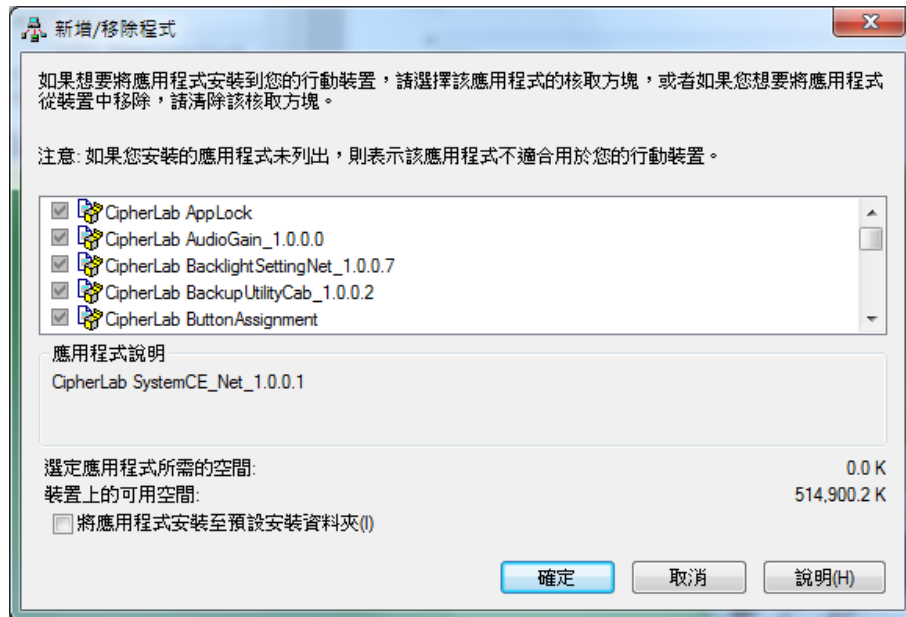 新增/移除程式
如果想要將應用程式安裝到您的行動裝置，請選擇該應用程式的核取方塊，或者如果您想要將應用程式
從裝置中移除，請清除該核取方塊。
注意: 如果您安裝的應用程式未列出，則表示該應用程式不適合用於您的行動裝置。
CipherLab AppLock
CipherLab AudioGain_1.0.0.0
CipherLab BacklightSettingNet_1.0.0.7
CipherLab BackupUtilityCab_1.0.0.2
CipherLab ButtonAssignment
應用程式說明
CipherLab SystemCE_Net_1.0.0.1
選定應用程式所需的空間: 0.0 K
裝置上的可用空間: 514,900.2 K
將應用程式安裝至預設安裝資料夾(I)
確定 取消 說明(H)